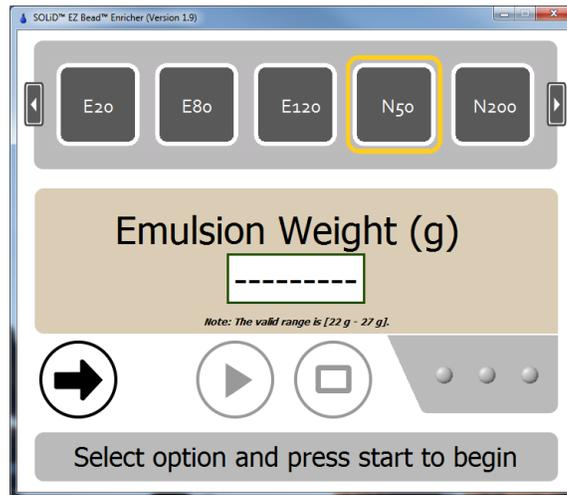 SOLiD™ EZ Bead™ Enricher (Version 1.9)
E20 E80 E120 N50 N200
Emulsion Weight (g)
---------
Note: The valid range is [22 g - 27 g].
Select option and press start to begin